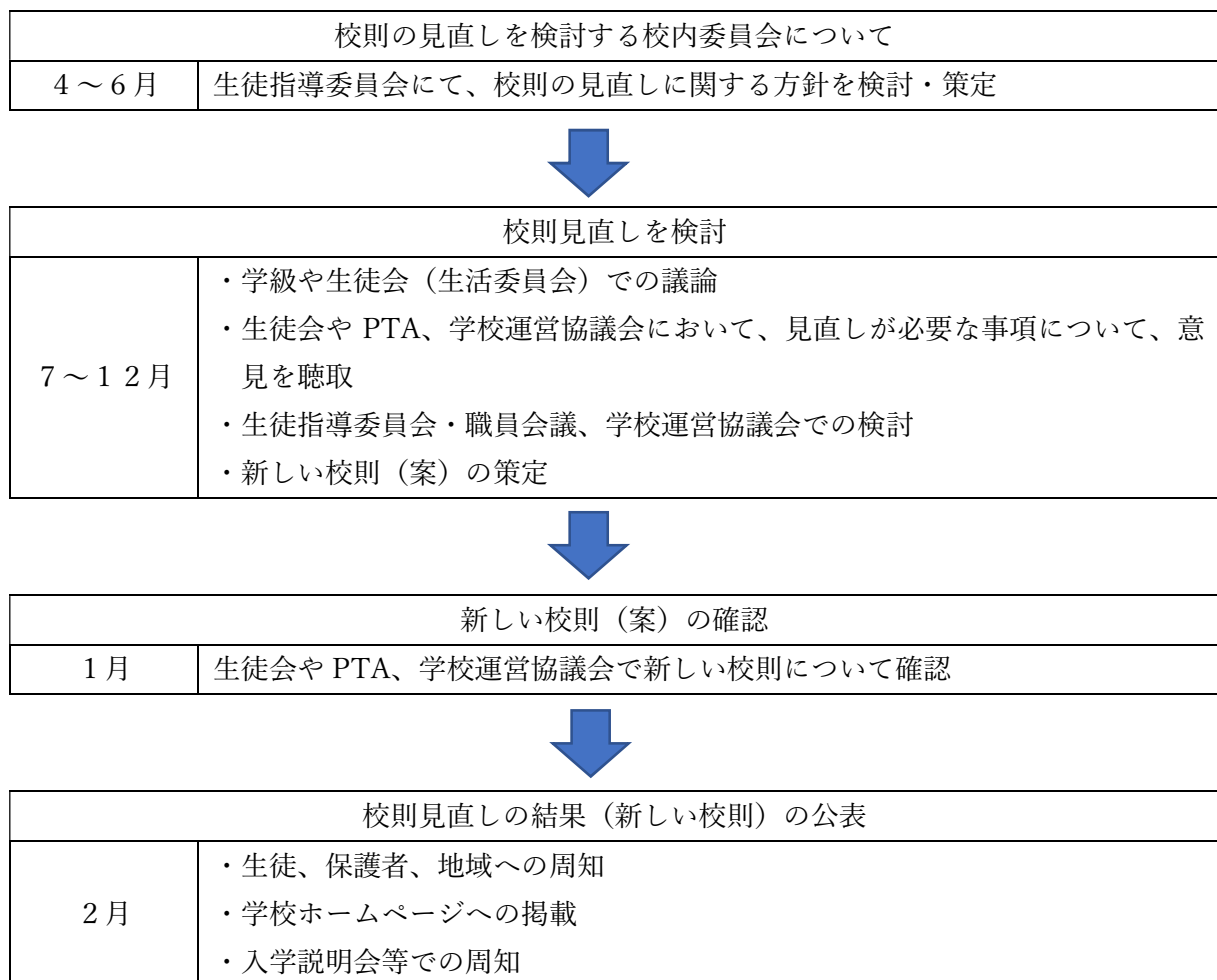 校則の見直しを検討する校内委員会について
4～6月 生徒指導委員会にて、校則の見直しに関する方針を検討・策定
校則見直しを検討
7～12月
・学級や生徒会（生活委員会）での議論
・生徒会や PTA、学校運営協議会において、見直しが必要な事項について、意
見を聴取
・生徒指導委員会・職員会議、学校運営協議会での検討
・新しい校則（案）の策定
新しい校則（案）の確認
1月 生徒会や PTA、学校運営協議会で新しい校則について確認
校則見直しの結果（新しい校則）の公表
2月
・生徒、保護者、地域への周知
・学校ホームページへの掲載
・入学説明会等での周知